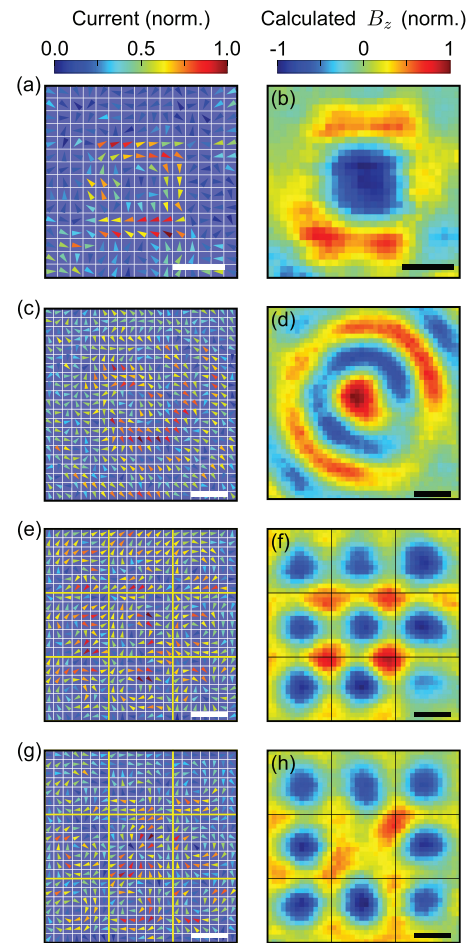 Current (norm.)
Calculated B_z (norm.)
0.0 0.5 1.0
-1 0 1
(a)
(b)
(c)
(d)
(e)
(f)
(g)
(h)